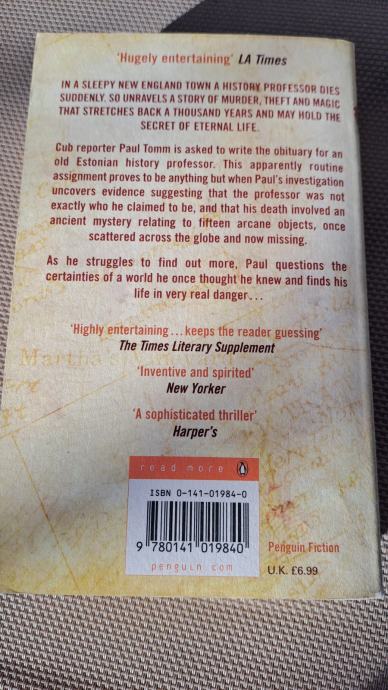 'Hugely entertaining' LA Times
IN A SLEEPY NEW ENGLAND TOWN A HISTORY PROFESSOR DIES
SUDDENLY. SO UNRAVELS A STORY OF MURDER, THEFT AND MAGIC
THAT STRETCHES BACK A THOUSAND YEARS AND MAY HOLD THE
SECRET OF ETERNAL LIFE.
Cub reporter Paul Tomm is asked to write the obituary for an
old Estonian history professor. This apparently routine
assignment proves to be anything but when Paul's investigation
uncovers evidence suggesting that the professor was not
exactly who he claimed to be, and that his death involved an
ancient mystery relating to fifteen arcane objects, once
scattered across the globe and now missing.
As he struggles to find out more, Paul questions the
certainties of a world he once thought he knew and finds his
life in very real danger...
'Highly entertaining...keeps the reader guessing'
The Times Literary Supplement
'Inventive and spirited'
New Yorker
'A sophisticated thriller'
Harper's
read more
ISBN 0-141-01984-0
9 780141 019840
penguin.com
Penguin Fiction
U.K. £6.99